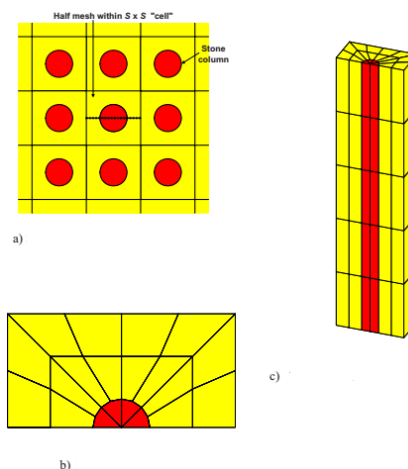 Half mesh within S x S "cell"
Stone
column
a)
c)
b)